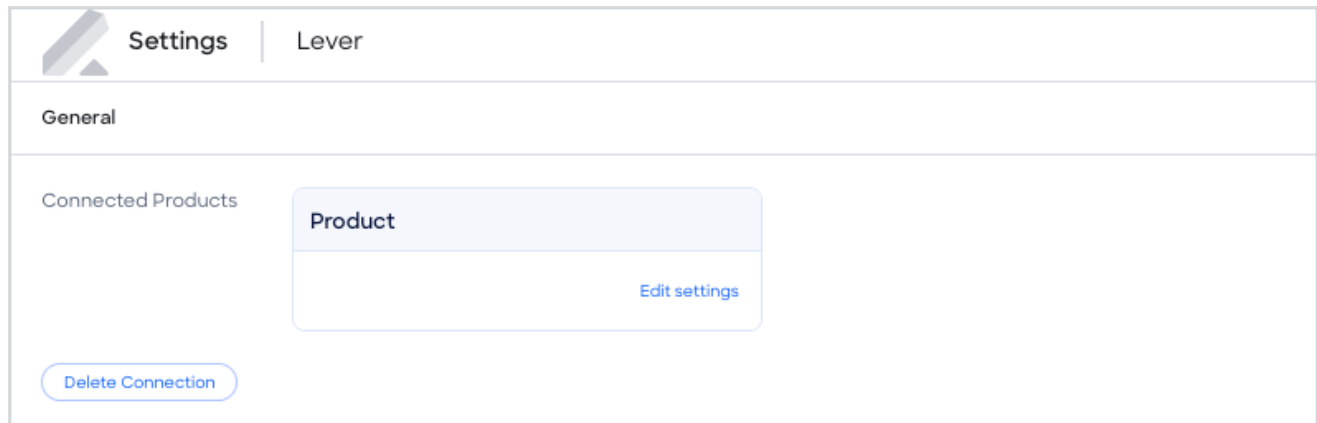 Settings Lever
General
Connected Products
Product
Edit settings
Delete Connection